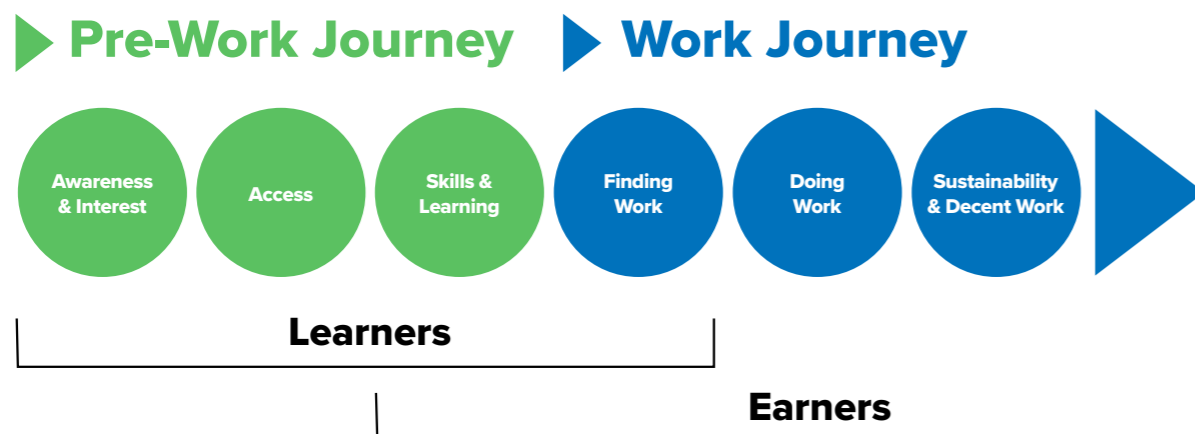 Pre-Work Journey
Work Journey
Awareness
& Interest
Access
Skills &
Learning
Finding
Work
Doing
Work
Sustainability
& Decent Work
Learners
Earners